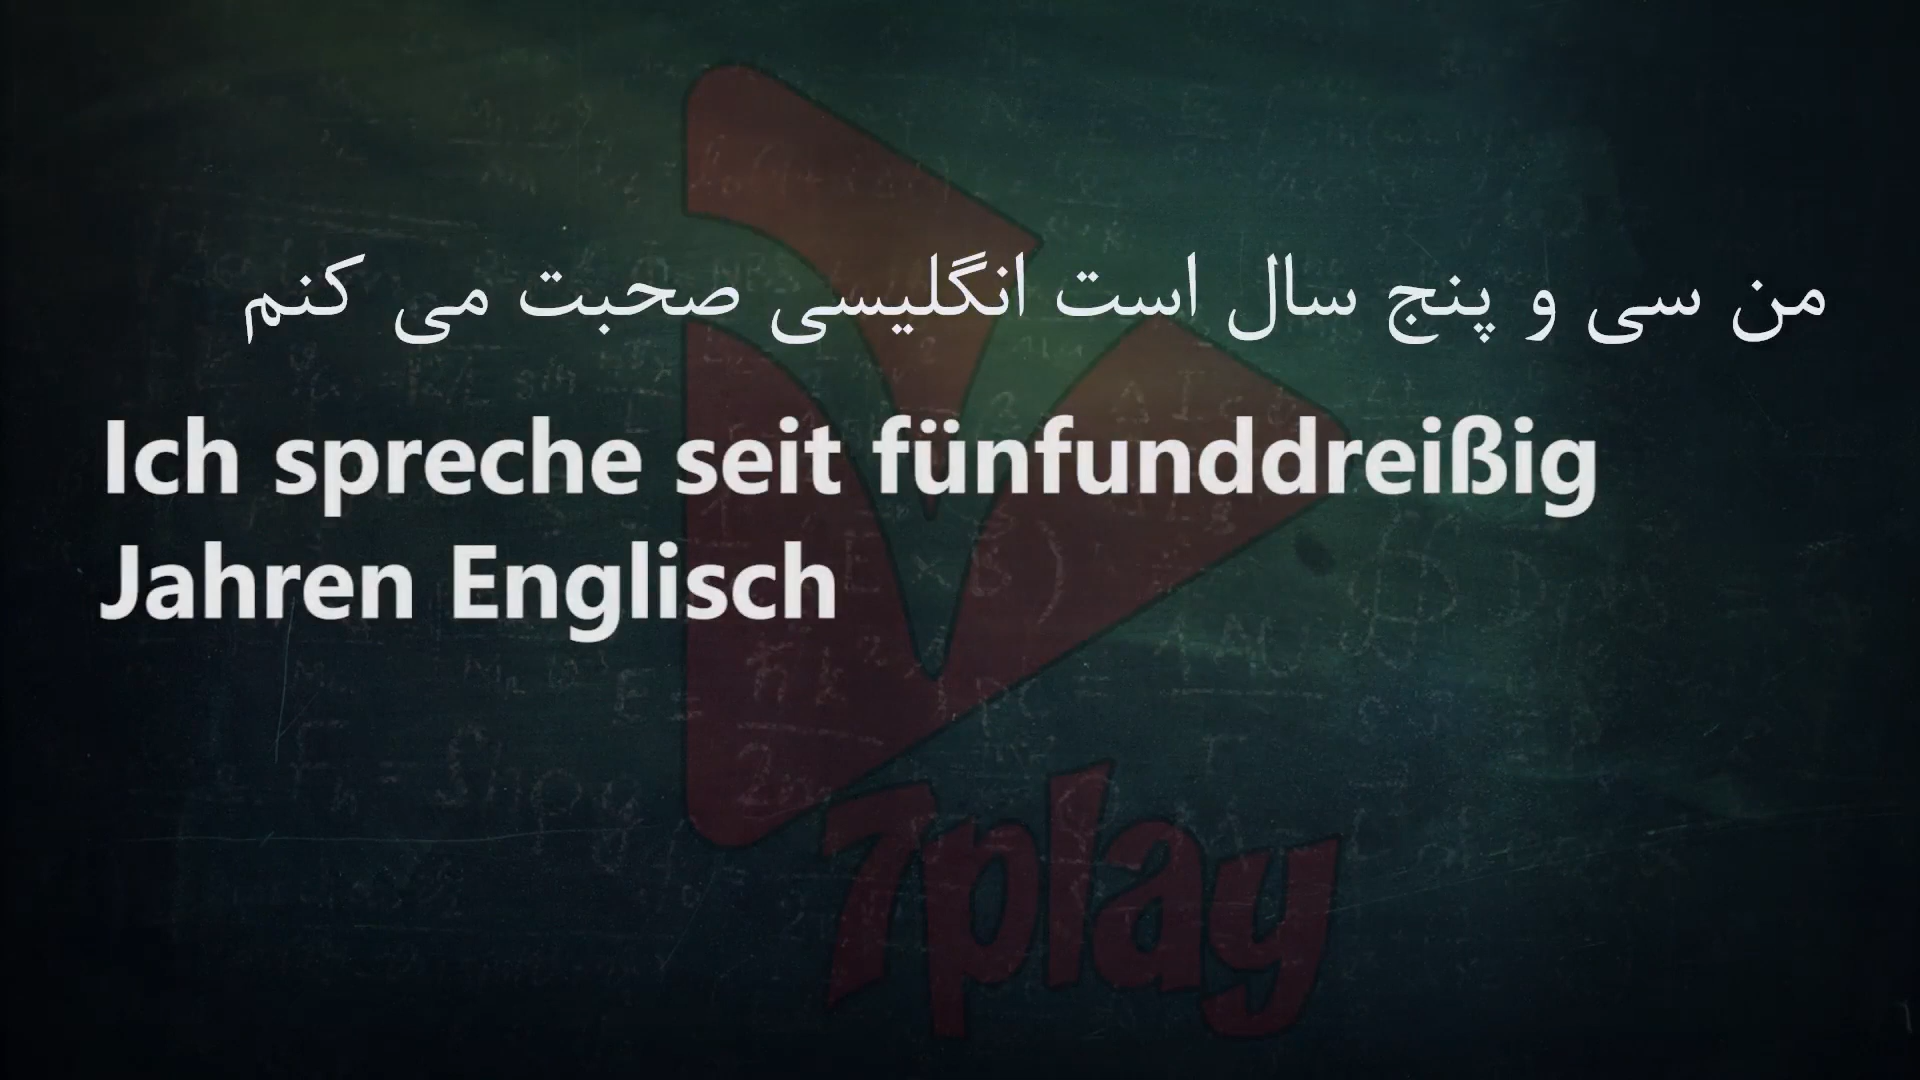 من سی و پنج سال است انگلیسی صحبت می کنم
Ich spreche seit fünfunddreißig
Jahren Englisch
7play